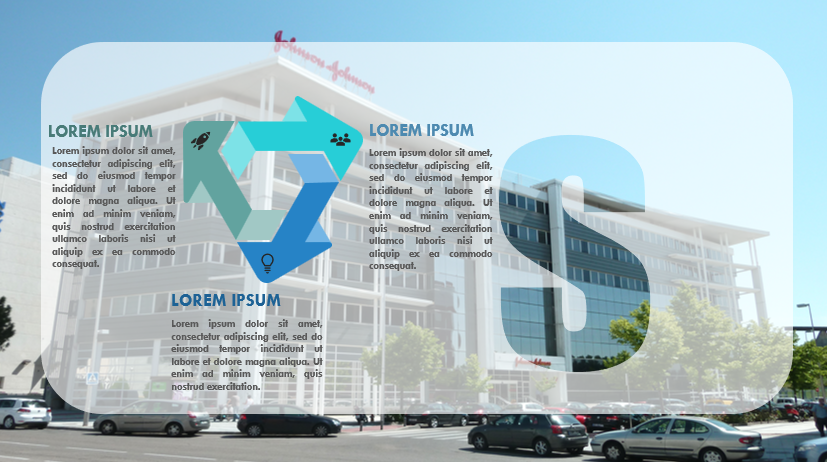 Johnson & Johnson
LOREM IPSUM
Lorem ipsum dolor sit amet,
consectetur adipiscing elit,
sed do eiusmod tempor
incididunt ut labore et
dolore magna aliqua. Ut
enim ad minim veniam,
quis nostrud exercitation
ullamco laboris nisi ut
aliquip ex ea commodo
consequat.
LOREM IPSUM
Lorem ipsum dolor sit amet,
consectetur adipiscing elit,
sed do eiusmod tempor
incididunt ut labore et
dolore magna aliqua. Ut
enim ad minim veniam,
quis nostrud exercitation
ullamco laboris nisi ut
aliquip ex ea commodo
consequat.
S
LOREM IPSUM
Lorem ipsum dolor sit amet,
consectetur adipiscing elit, sed do
eiusmod tempor incididunt ut
labore et dolore magna aliqua. Ut
enim ad minim veniam, quis
nostrud exercitation.